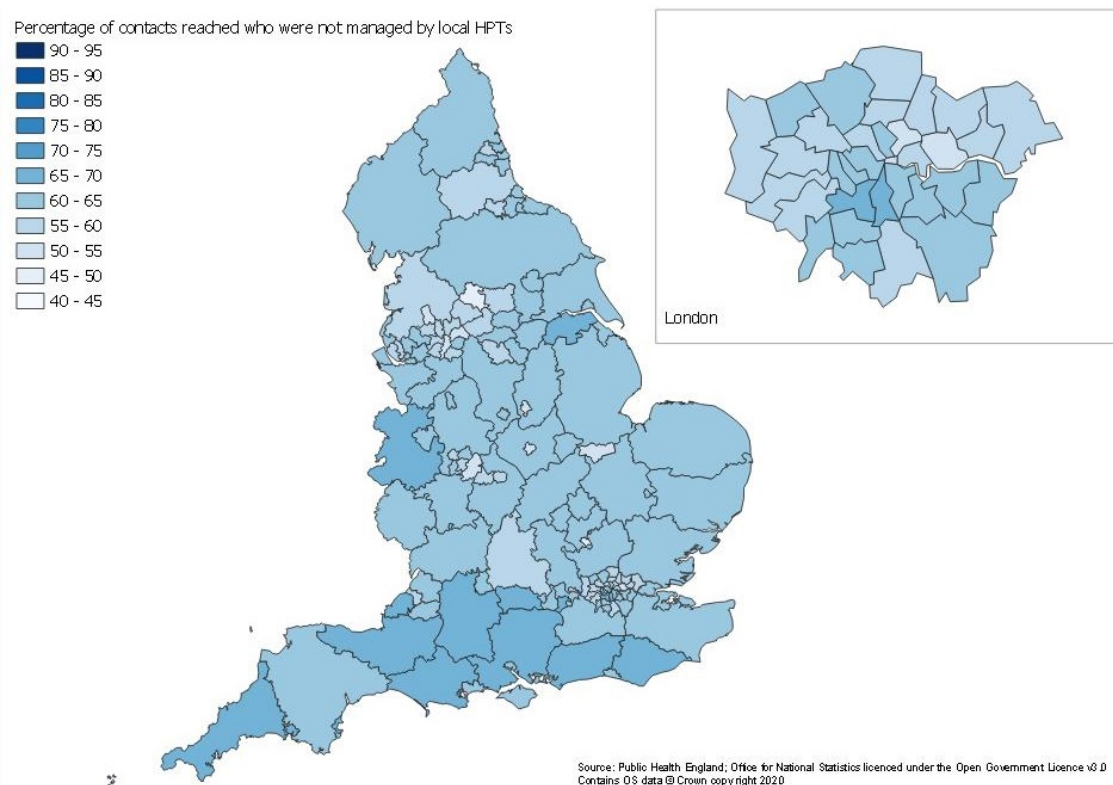 Percentage of contacts reached who were not managed by local HPTs
90 - 95
85 - 90
80 - 85
75 - 80
70 - 75
65 - 70
60 - 65
55 - 60
50 - 55
45 - 50
40 - 45
London
Source: Public Health England; Office for National Statistics licenced under the Open Government Licence v3.0
Contains OS data © Crown copyright 2020